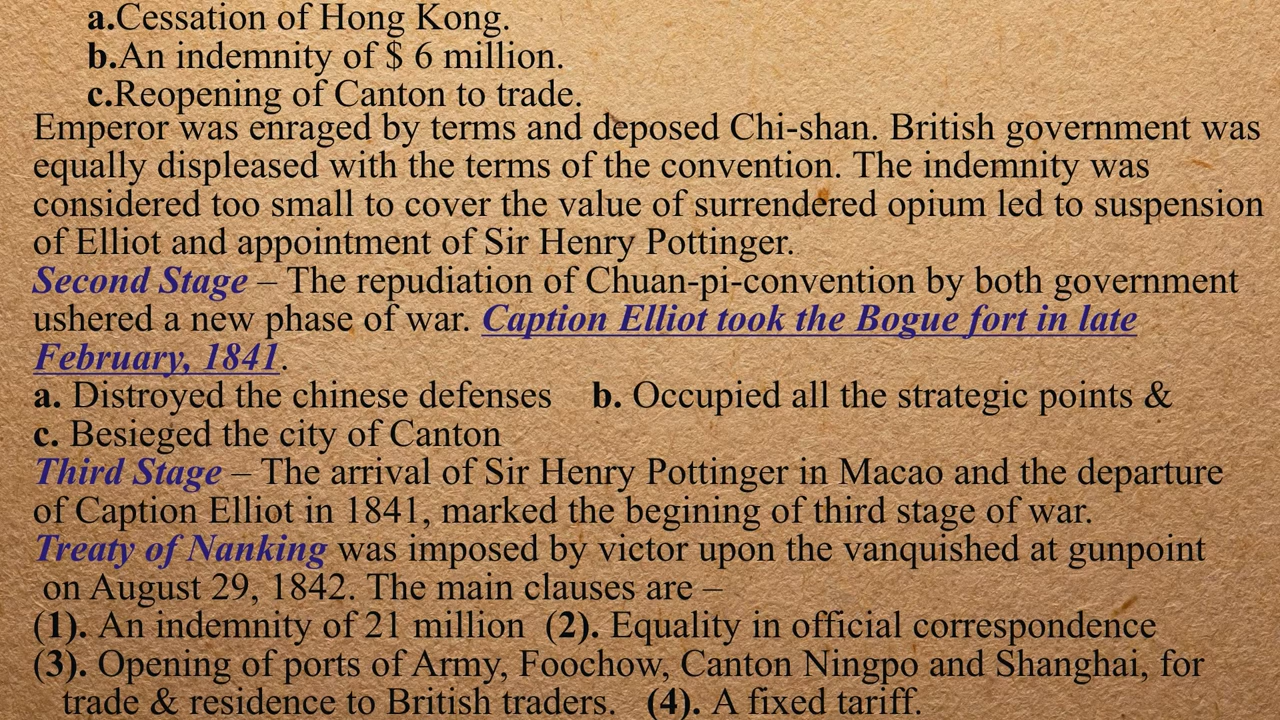 a.Cessation of Hong Kong.
b.An indemnity of $ 6 million.
c.Reopening of Canton to trade.
Emperor was enraged by terms and deposed Chi-shan. British government was
equally displeased with the terms of the convention. The indemnity was
considered too small to cover the value of surrendered opium led to suspension
of Elliot and appointment of Sir Henry Pottinger.
Second Stage – The repudiation of Chuan-pi-convention by both government
ushered a new phase of war. Caption Elliot took the Bogue fort in late
February, 1841.
a. Distroyed the chinese defenses b. Occupied all the strategic points &
c. Besieged the city of Canton
Third Stage – The arrival of Sir Henry Pottinger in Macao and the departure
of Caption Elliot in 1841, marked the begining of third stage of war.
Treaty of Nanking was imposed by victor upon the vanquished at gunpoint
on August 29, 1842. The main clauses are –
(1). An indemnity of 21 million (2). Equality in official correspondence
(3). Opening of ports of Army, Foochow, Canton Ningpo and Shanghai, for
trade & residence to British traders. (4). A fixed tariff.